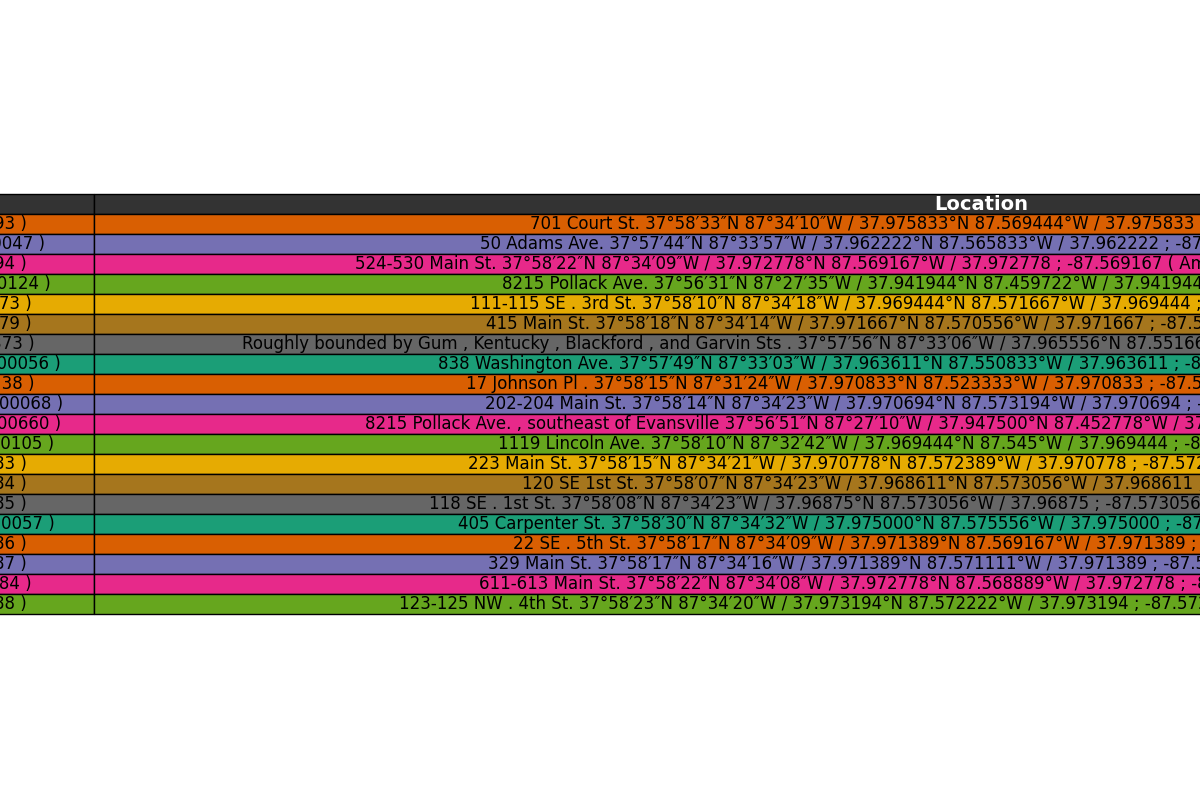 Location
93 ) 701 Court St. 37°58′33″N 87°34′10″W / 37.975833°N 87.569444°W / 37.975833
0047 ) 50 Adams Ave. 37°57′44″N 87°33′57″W / 37.962222°N 87.565833°W / 37.962222 ; -87
94 ) 524-530 Main St. 37°58′22″N 87°34′09″W / 37.972778°N 87.569167°W / 37.972778 ; -87.569167 ( Am
0124 ) 8215 Pollack Ave. 37°56′31″N 87°27′35″W / 37.941944°N 87.459722°W / 37.941944
73 ) 111-115 SE . 3rd St. 37°58′10″N 87°34′18″W / 37.969444°N 87.571667°W / 37.969444 ;
79 ) 415 Main St. 37°58′18″N 87°34′14″W / 37.971667°N 87.570556°W / 37.971667 ; -87.5
73 ) Roughly bounded by Gum , Kentucky , Blackford , and Garvin Sts . 37°57′56″N 87°33′06″W / 37.965556°N 87.55166
00056 ) 838 Washington Ave. 37°57′49″N 87°33′03″W / 37.963611°N 87.550833°W / 37.963611 ; -8
38 ) 17 Johnson Pl . 37°58′15″N 87°31′24″W / 37.970833°N 87.523333°W / 37.970833 ; -87.5
00068 ) 202-204 Main St. 37°58′14″N 87°34′23″W / 37.970694°N 87.573194°W / 37.970694 ; -
00660 ) 8215 Pollack Ave. , southeast of Evansville 37°56′51″N 87°27′10″W / 37.947500°N 87.452778°W / 37
0105 ) 1119 Lincoln Ave. 37°58′10″N 87°32′42″W / 37.969444°N 87.545°W / 37.969444 ; -8
83 ) 223 Main St. 37°58′15″N 87°34′21″W / 37.970778°N 87.572389°W / 37.970778 ; -87.572
84 ) 120 SE 1st St. 37°58′07″N 87°34′23″W / 37.968611°N 87.573056°W / 37.968611
85 ) 118 SE . 1st St. 37°58′08″N 87°34′23″W / 37.96875°N 87.573056°W / 37.96875 ; -87.573056
0057 ) 405 Carpenter St. 37°58′30″N 87°34′32″W / 37.975000°N 87.575556°W / 37.975000 ; -87
86 ) 22 SE . 5th St. 37°58′17″N 87°34′09″W / 37.971389°N 87.569167°W / 37.971389 ;
87 ) 329 Main St. 37°58′17″N 87°34′16″W / 37.971389°N 87.571111°W / 37.971389 ; -87.5
84 ) 611-613 Main St. 37°58′22″N 87°34′08″W / 37.972778°N 87.568889°W / 37.972778 ; -8
88 ) 123-125 NW . 4th St. 37°58′23″N 87°34′20″W / 37.973194°N 87.572222°W / 37.973194 ; -87.572